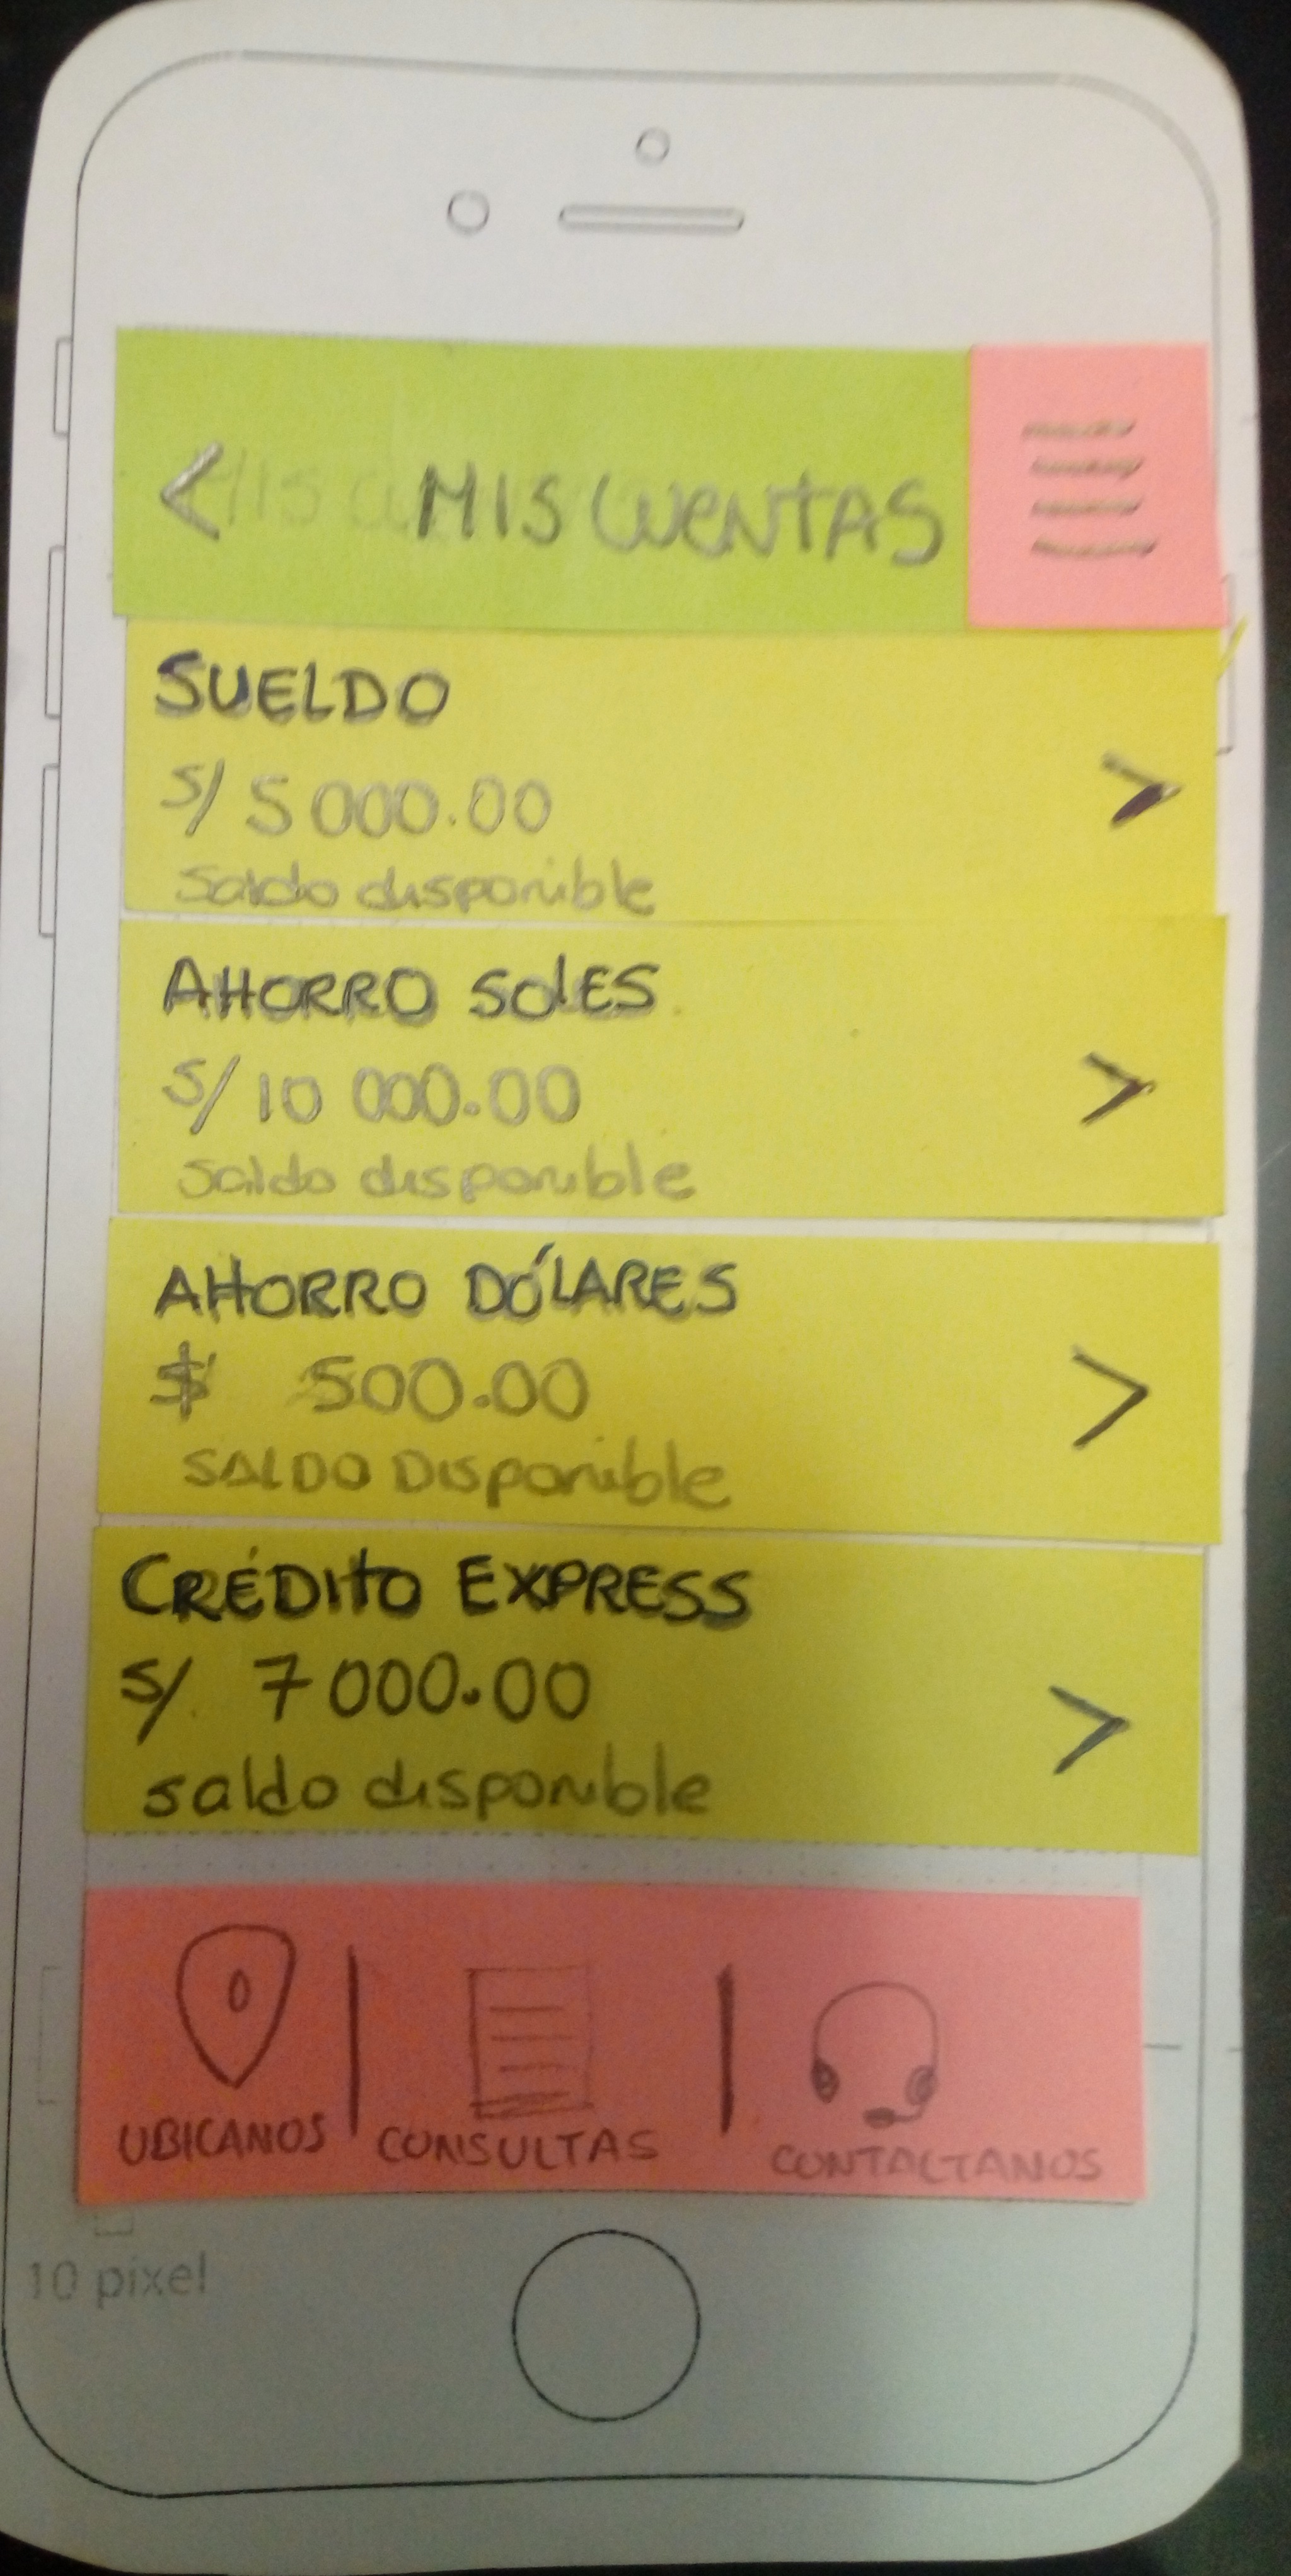 < MIS CUENTAS
SUELDO
S/ 5 000.00 >
Saldo disponible
AHORRO SOLES
S/ 10 000.00 >
Saldo disponible
AHORRO DÓLARES
$ 500.00 >
SALDO DISponible
CRÉDITO EXPRESS
S/. 7 000.00 >
saldo disponible
UBICANOS | CONSULTAS | CONTACTANOS
10 pixel